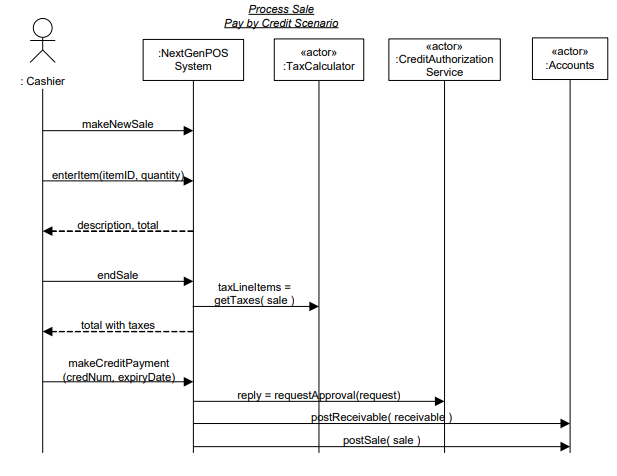 Process Sale
Pay by Credit Scenario
: Cashier
:NextGenPOS
System
«actor»
:TaxCalculator
«actor»
:CreditAuthorization
Service
«actor»
:Accounts
makeNewSale
enterItem(itemID, quantity)
description, total
endSale
taxLineItems =
getTaxes( sale )
total with taxes
makeCreditPayment
(credNum, expiryDate)
reply = requestApproval(request)
postReceivable( receivable )
postSale( sale )